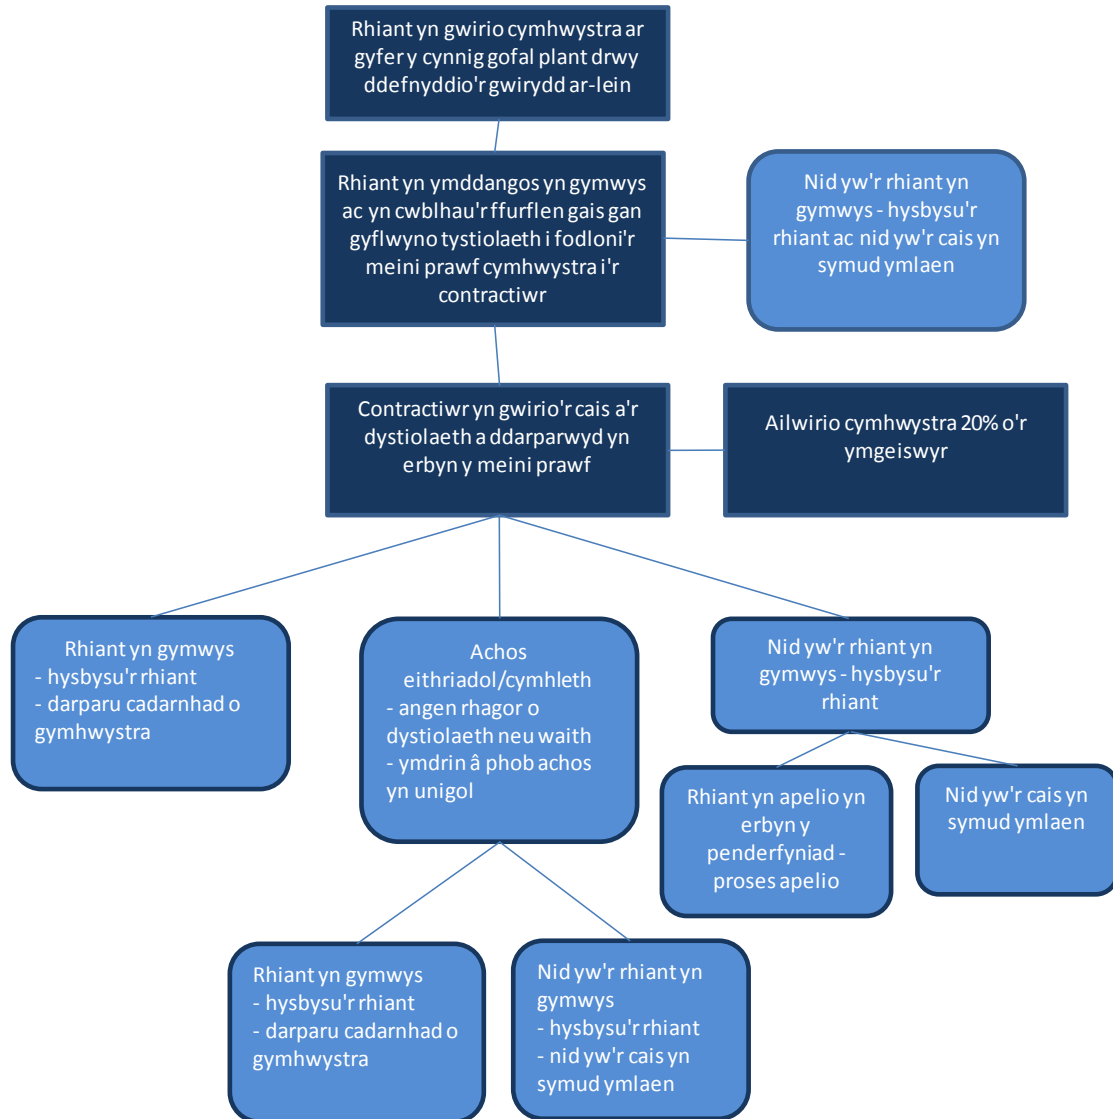 Rhiant yn gwirio cymhwystra ar
gyfer y cynnig gofal plant drwy
ddefnyddio'r gwirydd ar-lein
Rhiant yn ymddangos yn gymwys
ac yn cwblhau'r ffurflen gais gan
gyflwyno tystiolaeth i fodloni'r
meini prawf cymhwystra i'r
contractiwr
Nid yw'r rhiant yn
gymwys - hysbysu'r
rhiant ac nid yw'r cais yn
symud ymlaen
Contractiwr yn gwirio'r cais a'r
dystiolaeth a ddarparwyd yn
erbyn y meini prawf
Ailwirio cymhwystra 20% o'r
ymgeiswyr
Rhiant yn gymwys
- hysbysu'r rhiant
- darparu cadarnhad o
gymhwystra
Achos
eithriadol/cymhleth
- angen rhagor o
dystiolaeth neu waith
- ymdrin â phob achos
yn unigol
Nid yw'r rhiant yn
gymwys - hysbysu'r
rhiant
Rhiant yn apelio yn
erbyn y
penderfyniad -
proses apelio
Nid yw'r cais yn
symud ymlaen
Rhiant yn gymwys
- hysbysu'r rhiant
- darparu cadarnhad o
gymhwystra
Nid yw'r rhiant yn
gymwys
- hysbysu'r rhiant
- nid yw'r cais yn
symud ymlaen